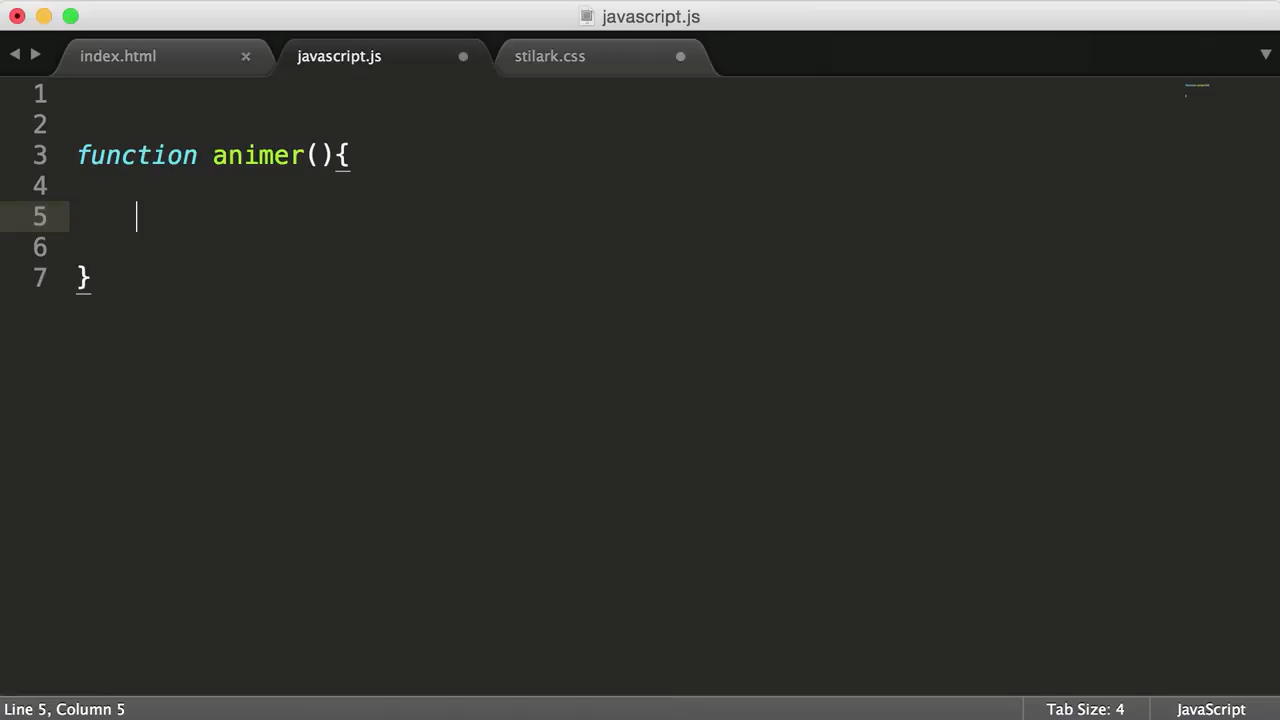 javascript.js
index.html × javascript.js stilark.css
1
2
3 function animer(){
4
5
6
7 }
Line 5, Column 5 Tab Size: 4 JavaScript